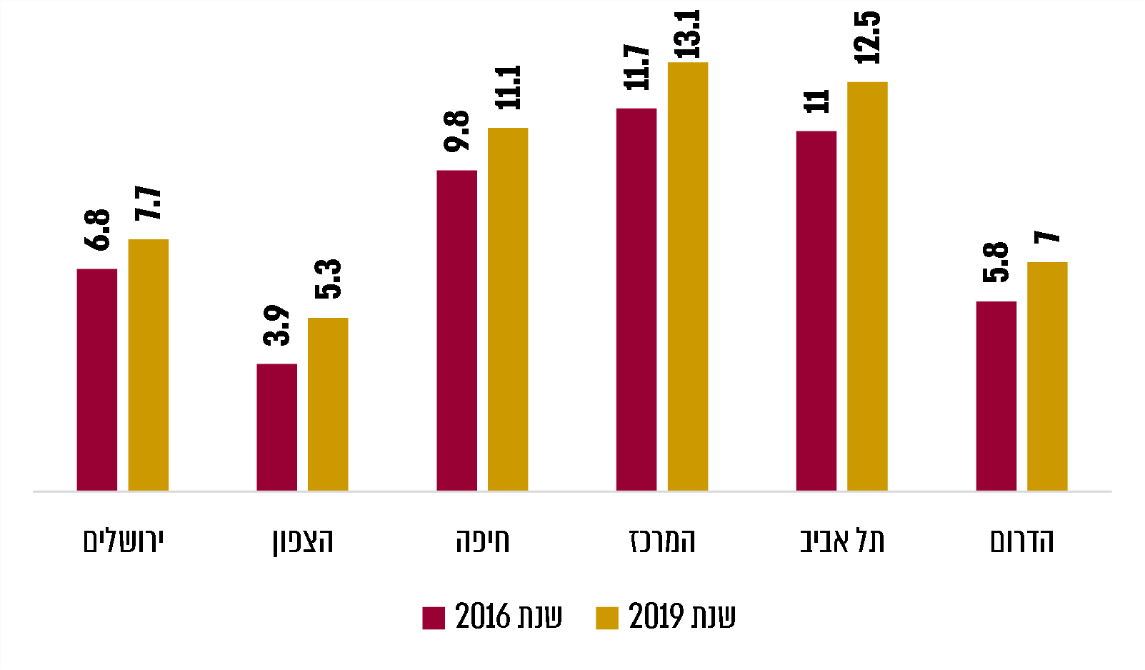 6.8
7.7
3.9
5.3
9.8
11.1
11.7
13.1
11
12.5
5.8
7
ירושלים
הצפון
חיפה
המרכז
תל אביב
הדרום
שנת 2016
שנת 2019